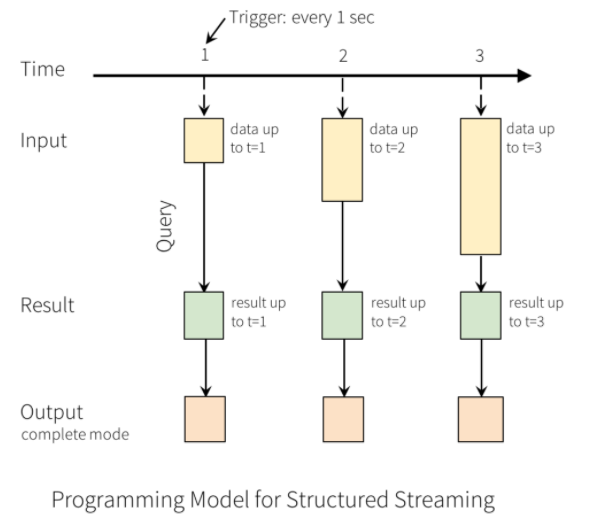 Trigger: every 1 sec
1
2
3
Time
Input
data up
to t=1
data up
to t=2
data up
to t=3
Query
Result
result up
to t=1
result up
to t=2
result up
to t=3
Output
complete mode
Programming Model for Structured Streaming